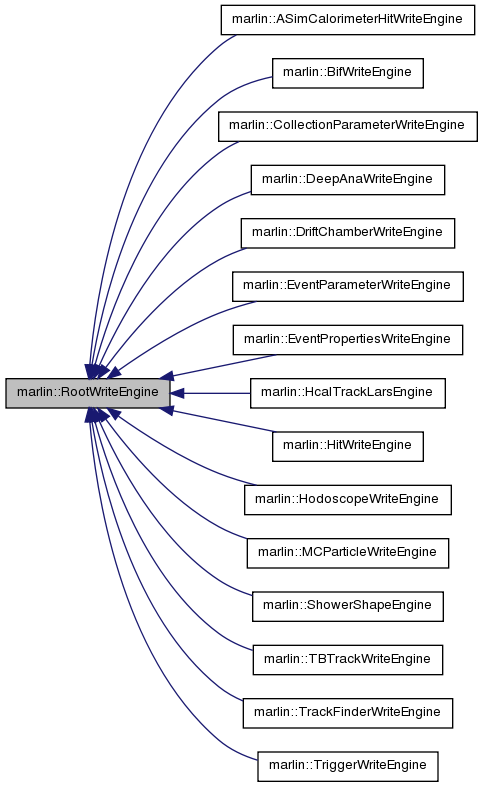 marlin::ASimCalorimeterHitWriteEngine
marlin::BifWriteEngine
marlin::CollectionParameterWriteEngine
marlin::DeepAnaWriteEngine
marlin::DriftChamberWriteEngine
marlin::EventParameterWriteEngine
marlin::EventPropertiesWriteEngine
marlin::RootWriteEngine
marlin::HcalTrackLarsEngine
marlin::HitWriteEngine
marlin::HodoscopeWriteEngine
marlin::MCParticleWriteEngine
marlin::ShowerShapeEngine
marlin::TBTrackWriteEngine
marlin::TrackFinderWriteEngine
marlin::TriggerWriteEngine